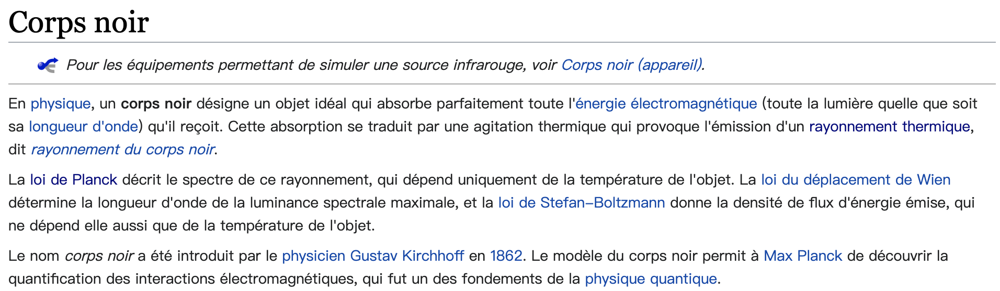 Corps noir
Pour les équipements permettant de simuler une source infrarouge, voir Corps noir (appareil).
En physique, un corps noir désigne un objet idéal qui absorbe parfaitement toute l'énergie électromagnétique (toute la lumière quelle que soit
sa longueur d'onde) qu'il reçoit. Cette absorption se traduit par une agitation thermique qui provoque l'émission d'un rayonnement thermique,
dit rayonnement du corps noir.
La loi de Planck décrit le spectre de ce rayonnement, qui dépend uniquement de la température de l'objet. La loi du déplacement de Wien
détermine la longueur d'onde de la luminance spectrale maximale, et la loi de Stefan–Boltzmann donne la densité de flux d'énergie émise, qui
ne dépend elle aussi que de la température de l'objet.
Le nom corps noir a été introduit par le physicien Gustav Kirchhoff en 1862. Le modèle du corps noir permit à Max Planck de découvrir la
quantification des interactions électromagnétiques, qui fut un des fondements de la physique quantique.